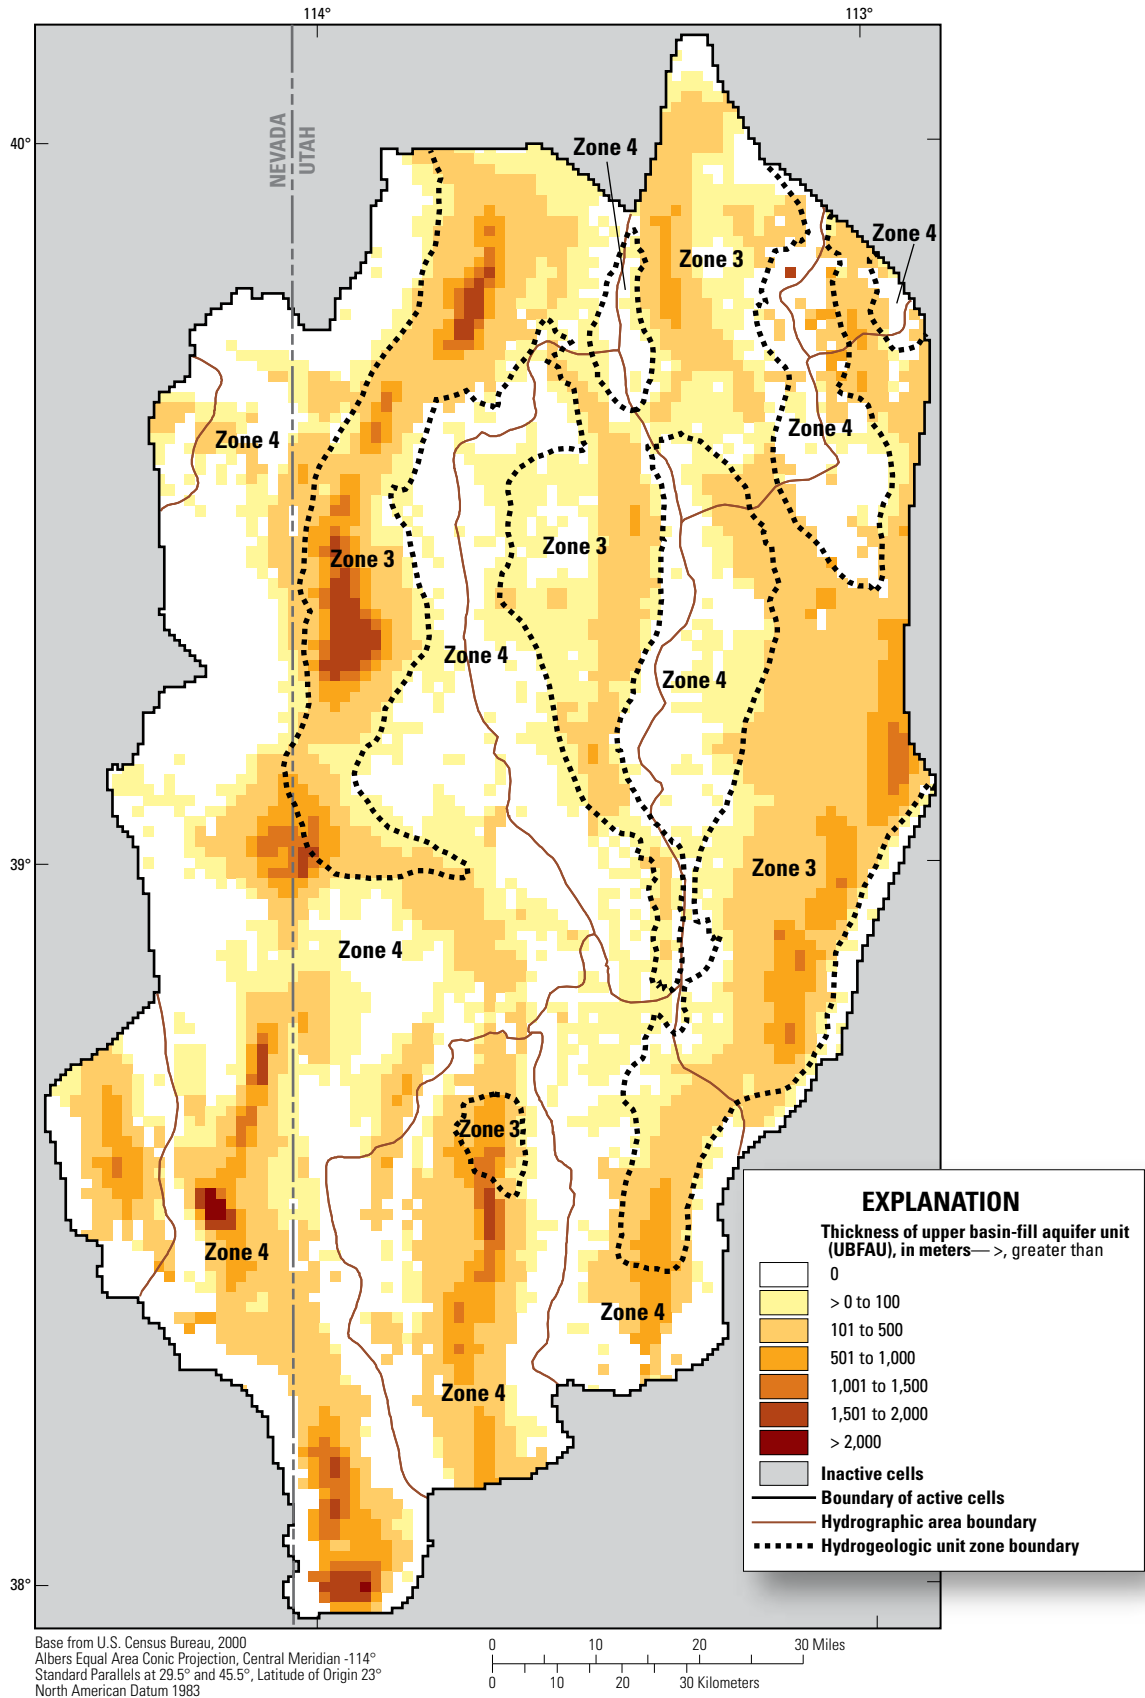 114°
113°
40°
NEVADA
UTAH
Zone 4
Zone 4
Zone 3
Zone 4
Zone 4
Zone 3
Zone 3
Zone 4
Zone 4
39°
Zone 3
Zone 4
Zone 3
Zone 4
Zone 4
Zone 4
38°
EXPLANATION
Thickness of upper basin-fill aquifer unit
(UBFAU), in meters— >, greater than
0
> 0 to 100
101 to 500
501 to 1,000
1,001 to 1,500
1,501 to 2,000
> 2,000
Inactive cells
Boundary of active cells
Hydrographic area boundary
Hydrogeologic unit zone boundary
Base from U.S. Census Bureau, 2000
Albers Equal Area Conic Projection, Central Meridian -114°
Standard Parallels at 29.5° and 45.5°, Latitude of Origin 23°
North American Datum 1983
0 10 20 30 Miles
0 10 20 30 Kilometers